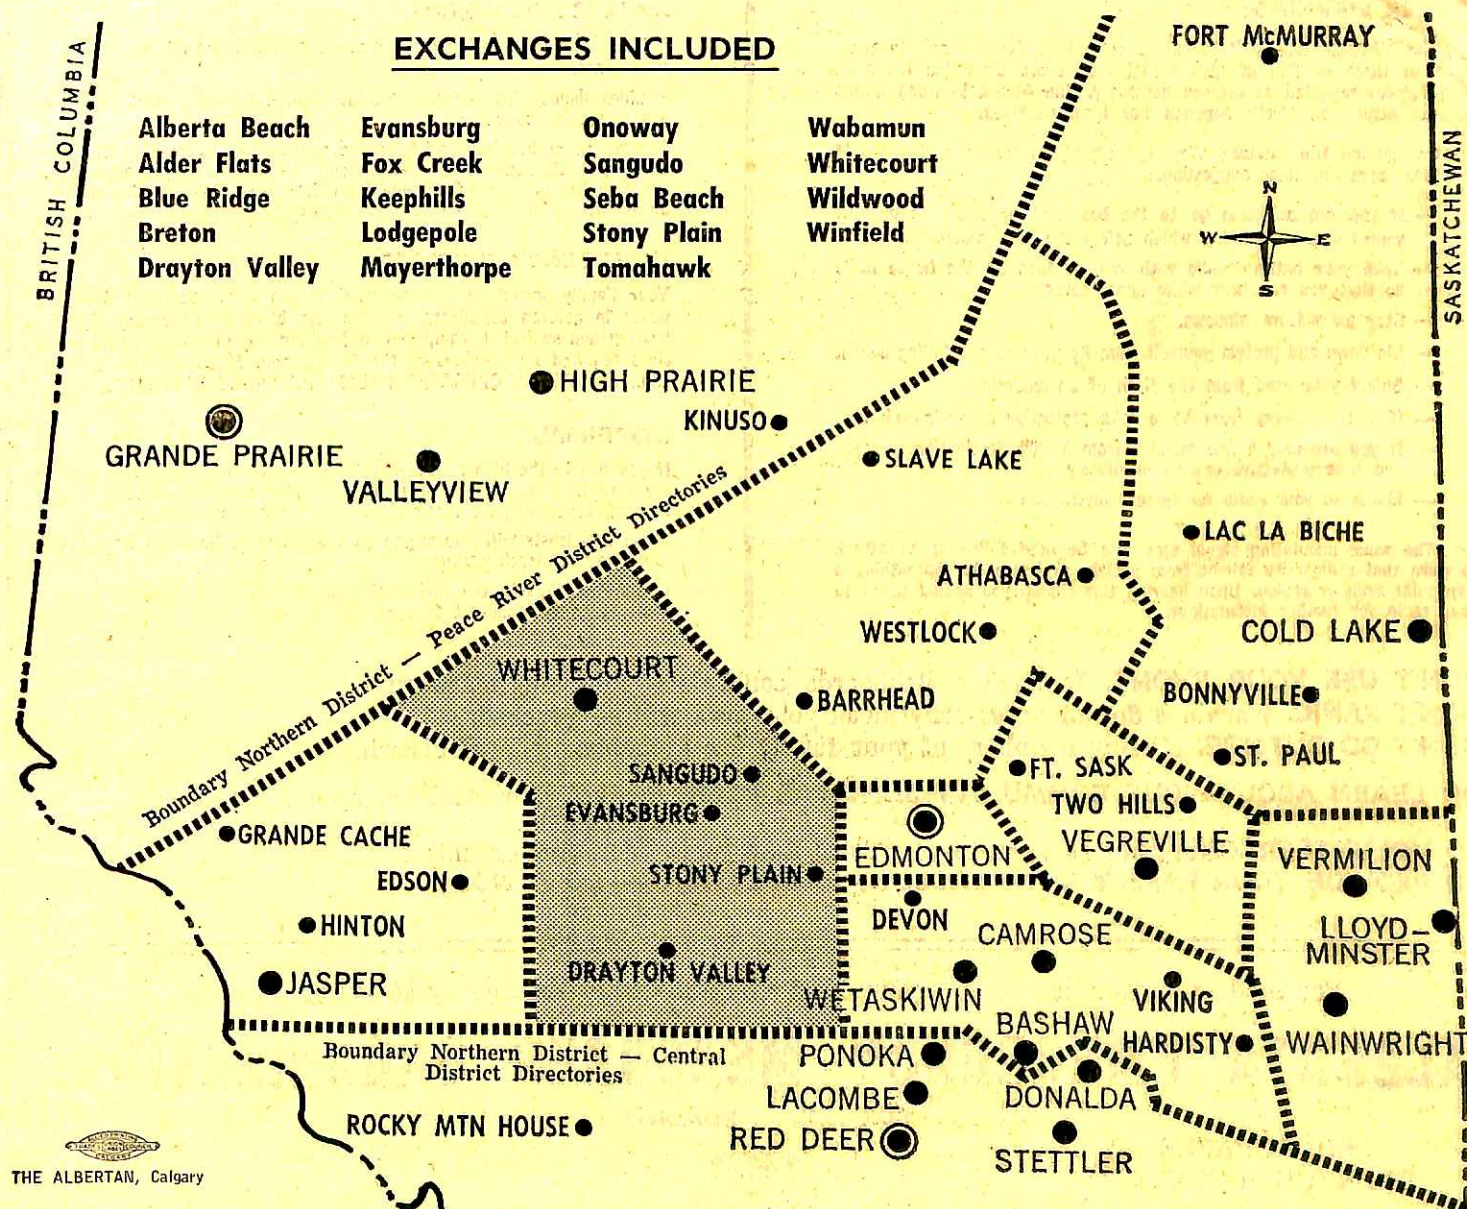 EXCHANGES INCLUDED
Alberta Beach
Alder Flats
Blue Ridge
Breton
Drayton Valley
Evansburg
Fox Creek
Keephills
Lodgepole
Mayerthorpe
Onoway
Sangudo
Seba Beach
Stony Plain
Tomahawk
Wabamun
Whitecourt
Wildwood
Winfield
BRITISH COLUMBIA
SASKATCHEWAN
FORT McMURRAY
N
W E
S
HIGH PRAIRIE
KINUSO
GRANDE PRAIRIE
VALLEYVIEW
SLAVE LAKE
LAC LA BICHE
ATHABASCA
WESTLOCK
COLD LAKE
Boundary Northern District — Peace River District Directories
WHITECOURT
BARRHEAD
BONNYVILLE
ST. PAUL
SANGUDO
FT. SASK
EVANSBURG
TWO HILLS
GRANDE CACHE
EDMONTON
VEGREVILLE
VERMILION
EDSON
STONY PLAIN
HINTON
DEVON
CAMROSE
LLOYD–
MINSTER
JASPER
DRAYTON VALLEY
WETASKIWIN
VIKING
BASHAW
HARDISTY
WAINWRIGHT
Boundary Northern District — Central
District Directories
PONOKA
LACOMBE
DONALDA
ROCKY MTN HOUSE
RED DEER
STETTLER
THE ALBERTAN, Calgary